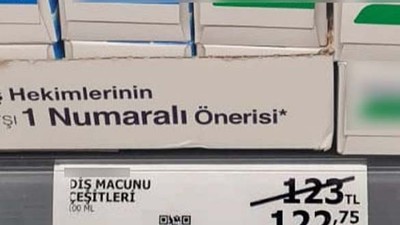 Hekimlerinin
1 Numaralı Önerisi*
DİŞ MACUNU
ÇEŞİTLERİ
100 ML
123 TL
122,75